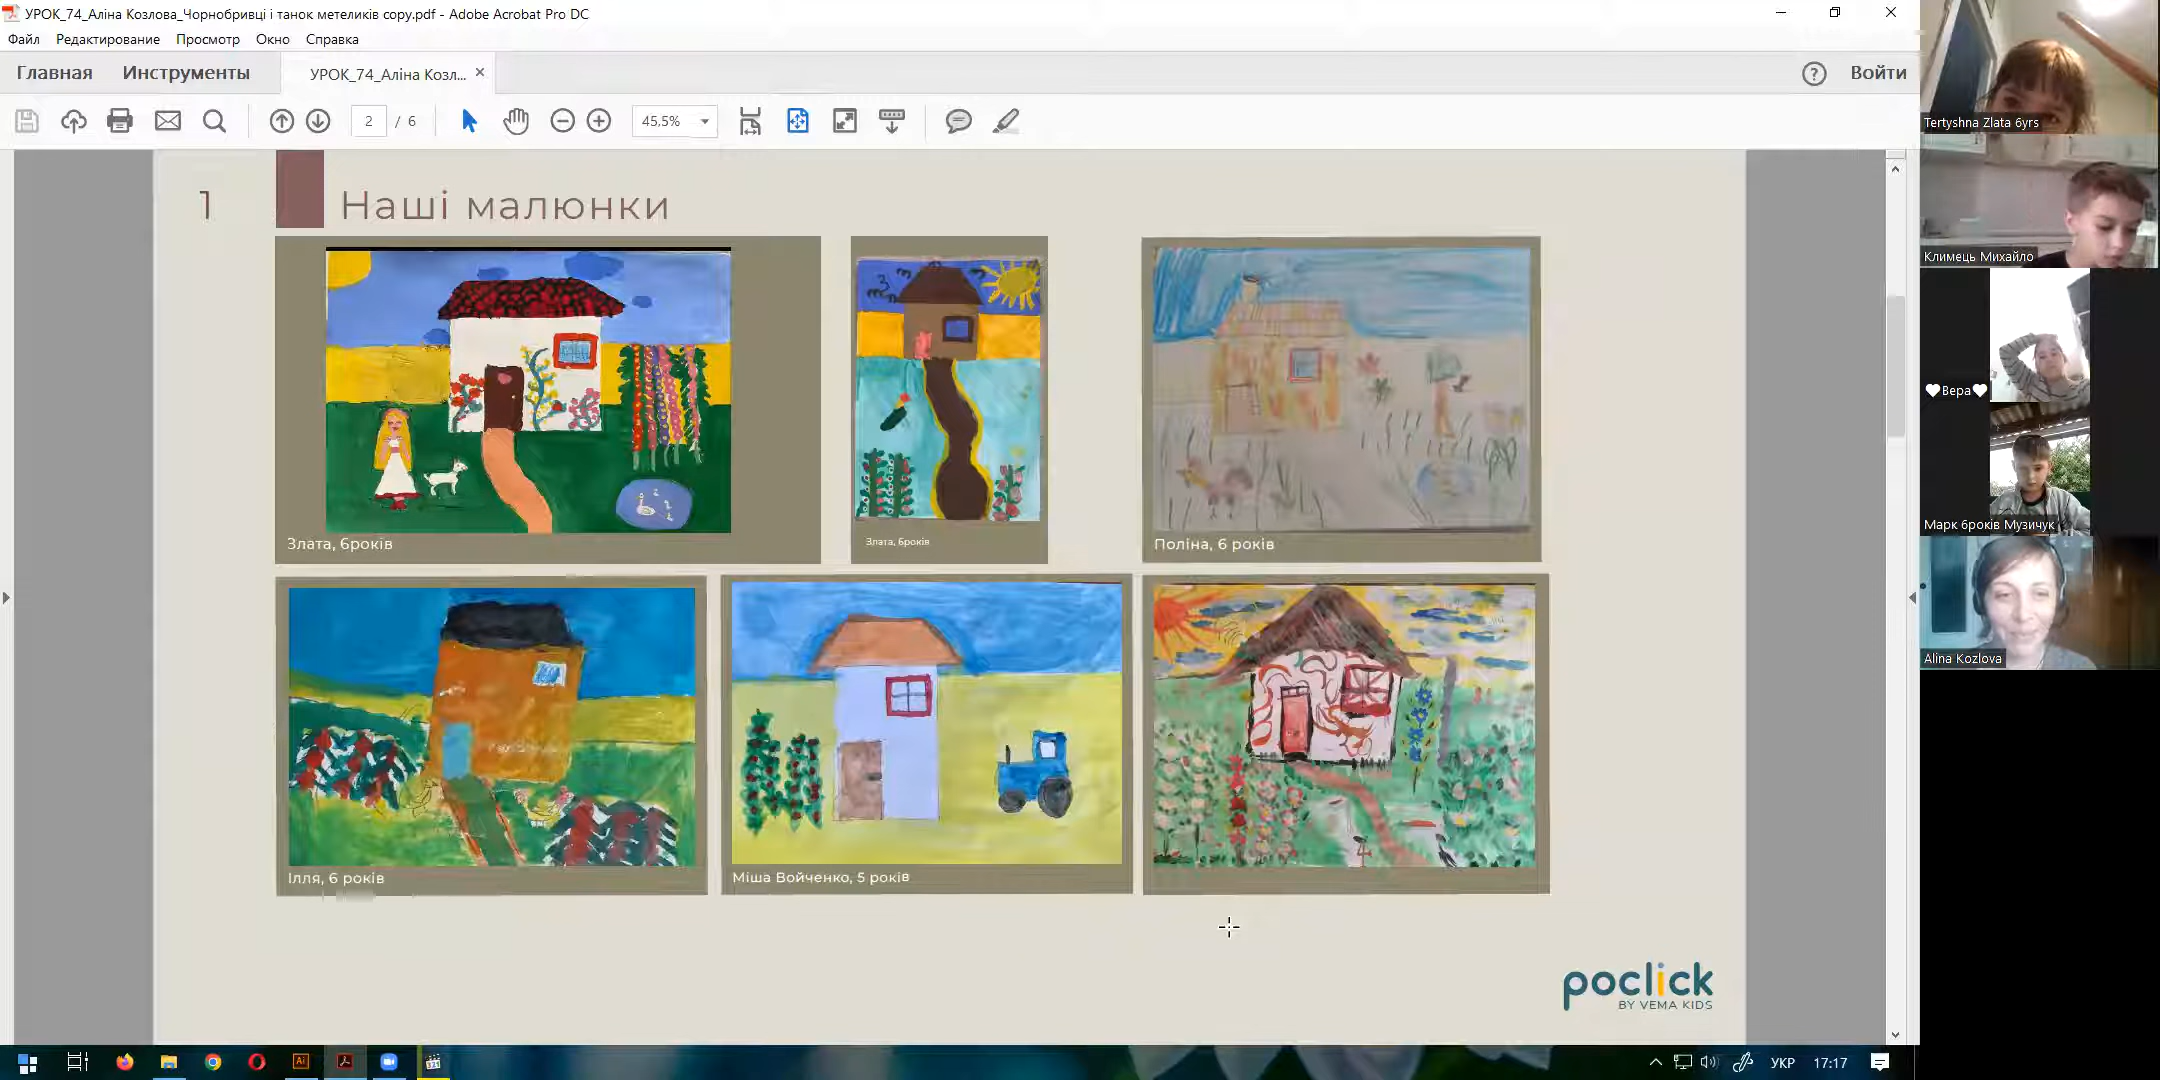 УРОК_74_Аліна Козлова_Чорнобривці і танок метеликів copy.pdf - Adobe Acrobat Pro DC
Файл Редактирование Просмотр Окно Справка
Главная Инструменты УРОК_74_Аліна Козл... Войти
2 / 6 45,5%
1 Наші малюнки
Злата, 6років
Злата, 6років
Поліна, 6 років
Ілля, 6 років
Міша Войченко, 5 років
poclick
BY VEMA KIDS
Tertyshna Zlata 6yrs
Климець Михайло
🤍Вера🤍
Марк 6років Музичук
Alina Kozlova
УКР 17:17